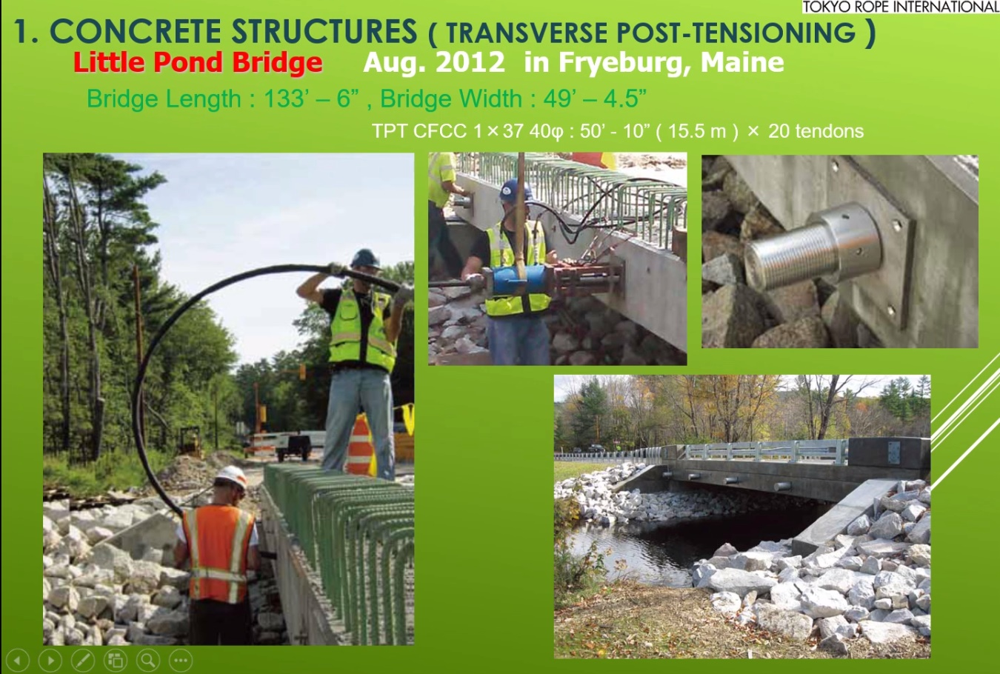 TOKYO ROPE INTERNATIONAL
1. CONCRETE STRUCTURES ( TRANSVERSE POST-TENSIONING )
Little Pond Bridge Aug. 2012 in Fryeburg, Maine
Bridge Length : 133’ – 6” , Bridge Width : 49’ – 4.5”
TPT CFCC 1×37 40φ : 50’ - 10” ( 15.5 m ) × 20 tendons